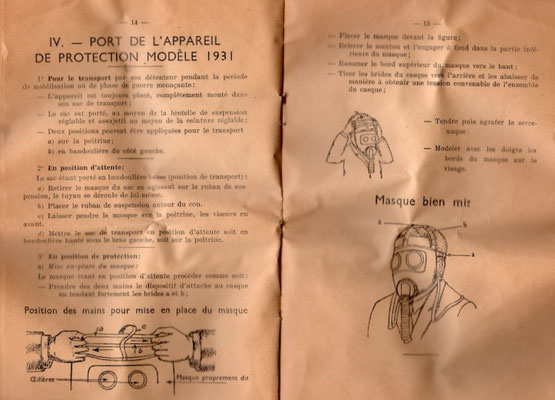 — 14 —
IV. — PORT DE L'APPAREIL
DE PROTECTION MODÈLE 1931
1° Pour le transport par son détenteur pendant la période
de mobilisation ou de phase de guerre menaçante :
— L'appareil est toujours placé, complètement monté dans
son sac de transport ;
— Le sac est porté, au moyen de la bretelle de suspension
réglable et assujetti au moyen de la ceinture réglable ;
— Deux positions peuvent être appliquées pour le transport
a) sur la poitrine ;
b) en bandoulière du côté gauche.
2° En position d'attente :
Le sac étant porté en bandoulière basse (position de transport) :
a) Retirer le masque du sac en agissant sur le ruban de sus-
pension, le tuyau se déroule de lui même.
b) Placer le ruban de suspension autour du cou.
c) Laisser pendre le masque sur la poitrine, les viseurs en
avant.
d) Mettre le sac de transport en position d'attente soit en
bandoulière haute sous le bras gauche, soit sur la poitrine.
3° En position de protection :
a) Mise en place du masque :
Le masque étant en position d'attente procéder comme suit :
— Prendre des deux mains le dispositif d'attache au casque
en tendant fortement les brides a et b ;
Position des mains pour mise en place du masque
a
c
b
Œillères
Masque proprement dit
— 15 —
— Placer le masque devant la figure ;
— Relever le menton et l'engager à fond dans la partie infé-
rieure du masque ;
— Ramener le bord supérieur du masque vers le haut ;
— Tirer les brides du casque vers l'arrière et les abaisser de
manière à obtenir une tension convenable de l'ensemble
du casque ;
— Tendre puis agrafer le serre-
nuque :
— Modeler avec les doigts les
bords du masque sur le
visage.
Masque bien mis
c
b
a